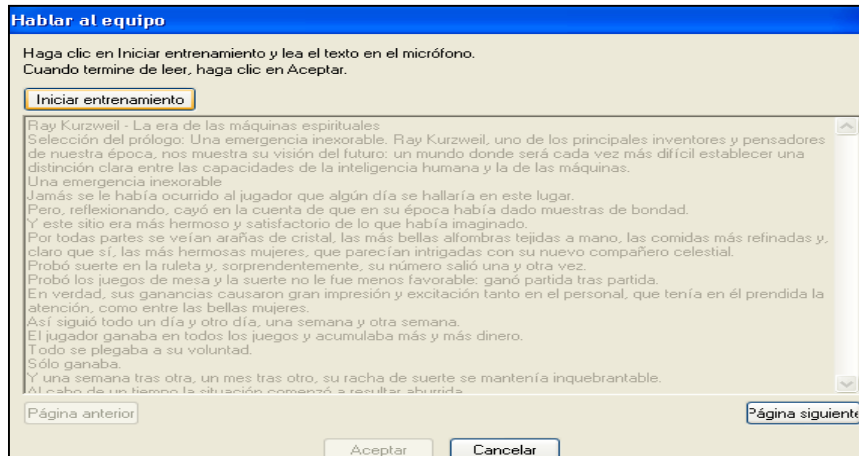 Hablar al equipo
Haga clic en Iniciar entrenamiento y lea el texto en el micrófono.
Cuando termine de leer, haga clic en Aceptar.
Iniciar entrenamiento
Ray Kurzweil - La era de las máquinas espirituales
Selección del prólogo: Una emergencia inexorable. Ray Kurzweil, uno de los principales inventores y pensadores
de nuestra época, nos muestra su visión del futuro: un mundo donde será cada vez más difícil establecer una
distinción clara entre las capacidades de la inteligencia humana y la de las máquinas.
Una emergencia inexorable
Jamás se le había ocurrido al jugador que algún día se hallaría en este lugar.
Pero, reflexionando, cayó en la cuenta de que en su época había dado muestras de bondad.
Y este sitio era más hermoso y satisfactorio de lo que había imaginado.
Por todas partes se veían arañas de cristal, las más bellas alfombras tejidas a mano, las comidas más refinadas y,
claro que sí, las más hermosas mujeres, que parecían intrigadas con su nuevo compañero celestial.
Probó suerte en la ruleta y, sorprendentemente, su número salió una y otra vez.
Probó los juegos de mesa y la suerte no le fue menos favorable: ganó partida tras partida.
En verdad, sus ganancias causaron gran impresión y excitación tanto en el personal, que tenía en él prendida la
atención, como entre las bellas mujeres.
Así siguió todo un día y otro día, una semana y otra semana.
El jugador ganaba en todos los juegos y acumulaba más y más dinero.
Todo se plegaba a su voluntad.
Sólo ganaba.
Y una semana tras otra, un mes tras otro, su racha de suerte se mantenía inquebrantable.
Al cabo de un tiempo la situación comenzó a resultar aburrida.
Página anterior
Página siguiente
Aceptar
Cancelar